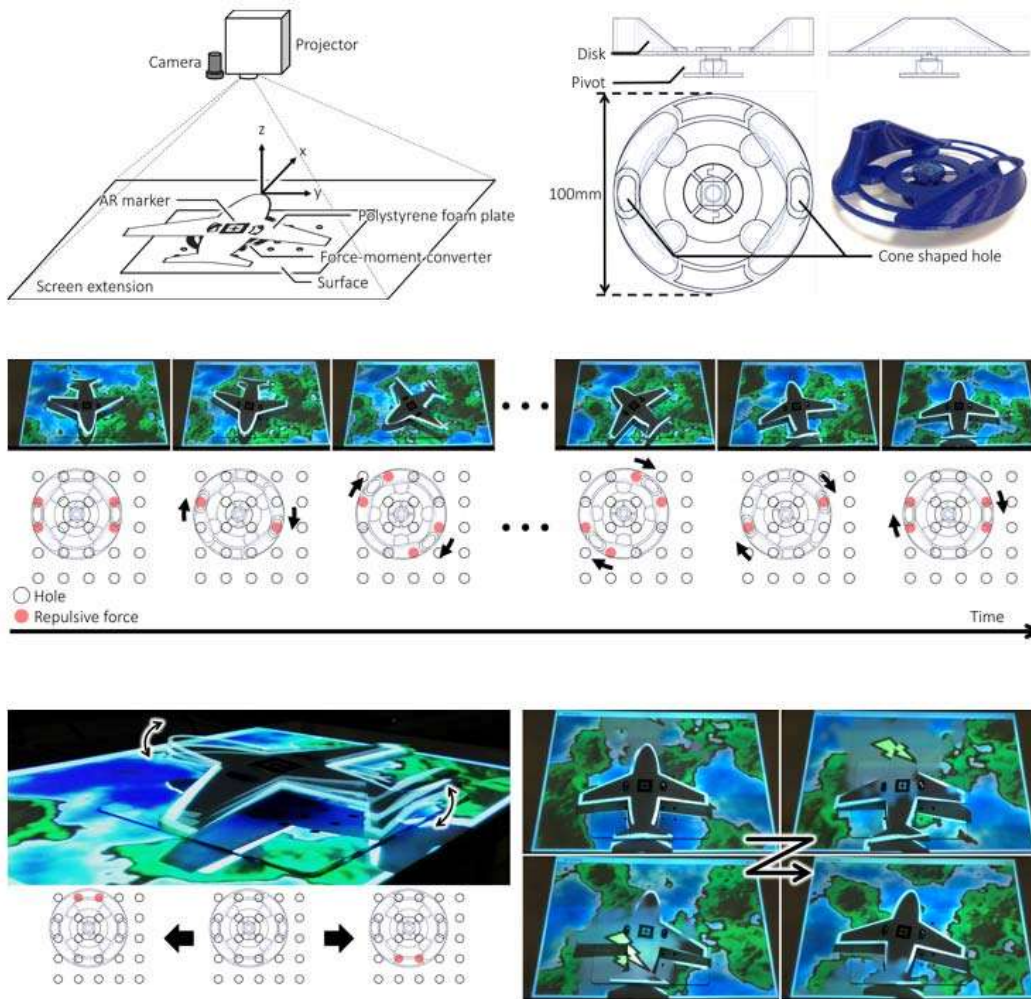 Projector
Camera
z
x
y
AR marker
Polystyrene foam plate
Force-moment-converter
Surface
Screen extension
Disk
Pivot
100mm
Cone shaped hole
Hole
Repulsive force
Time